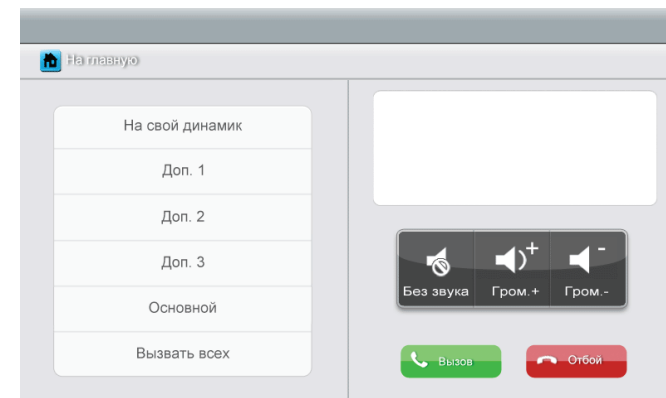 На главную
На свой динамик
Доп. 1
Доп. 2
Доп. 3
Основной
Вызвать всех
Без звука
Гром.+
Гром.-
Вызов
Отбой